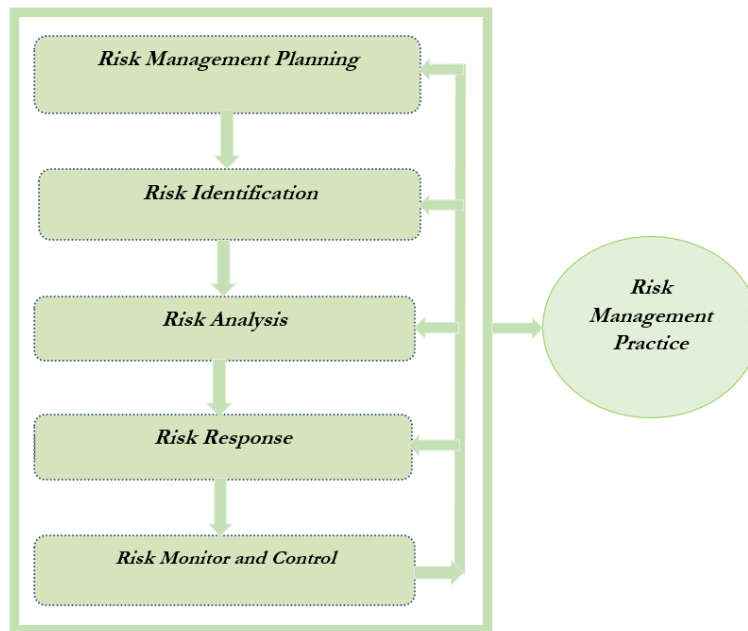 Risk Management Planning
Risk Identification
Risk Analysis
Risk Response
Risk Monitor and Control
Risk
Management
Practice